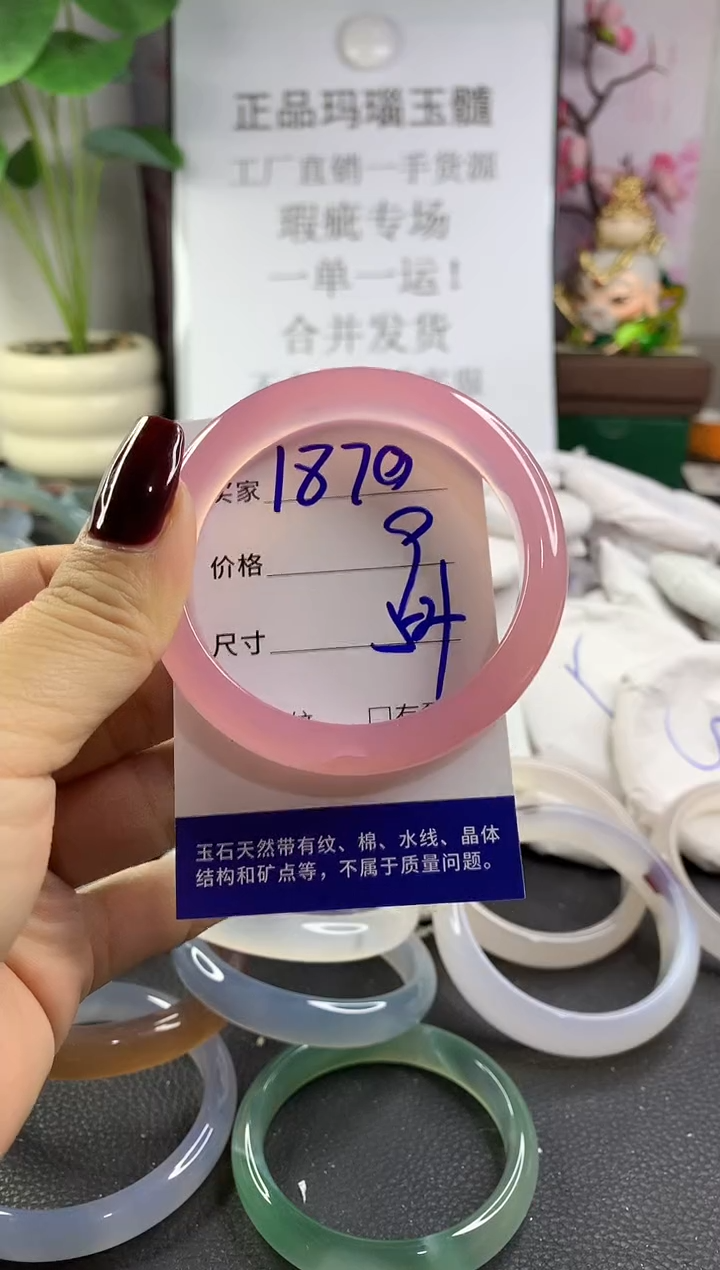 正品玛瑙玉髓
工厂直销一手货源
瑕疵专场
一单一运!
合并发货
买家 1870
价格
尺寸
玉石天然带有纹、棉、水线、晶体
结构和矿点等，不属于质量问题。